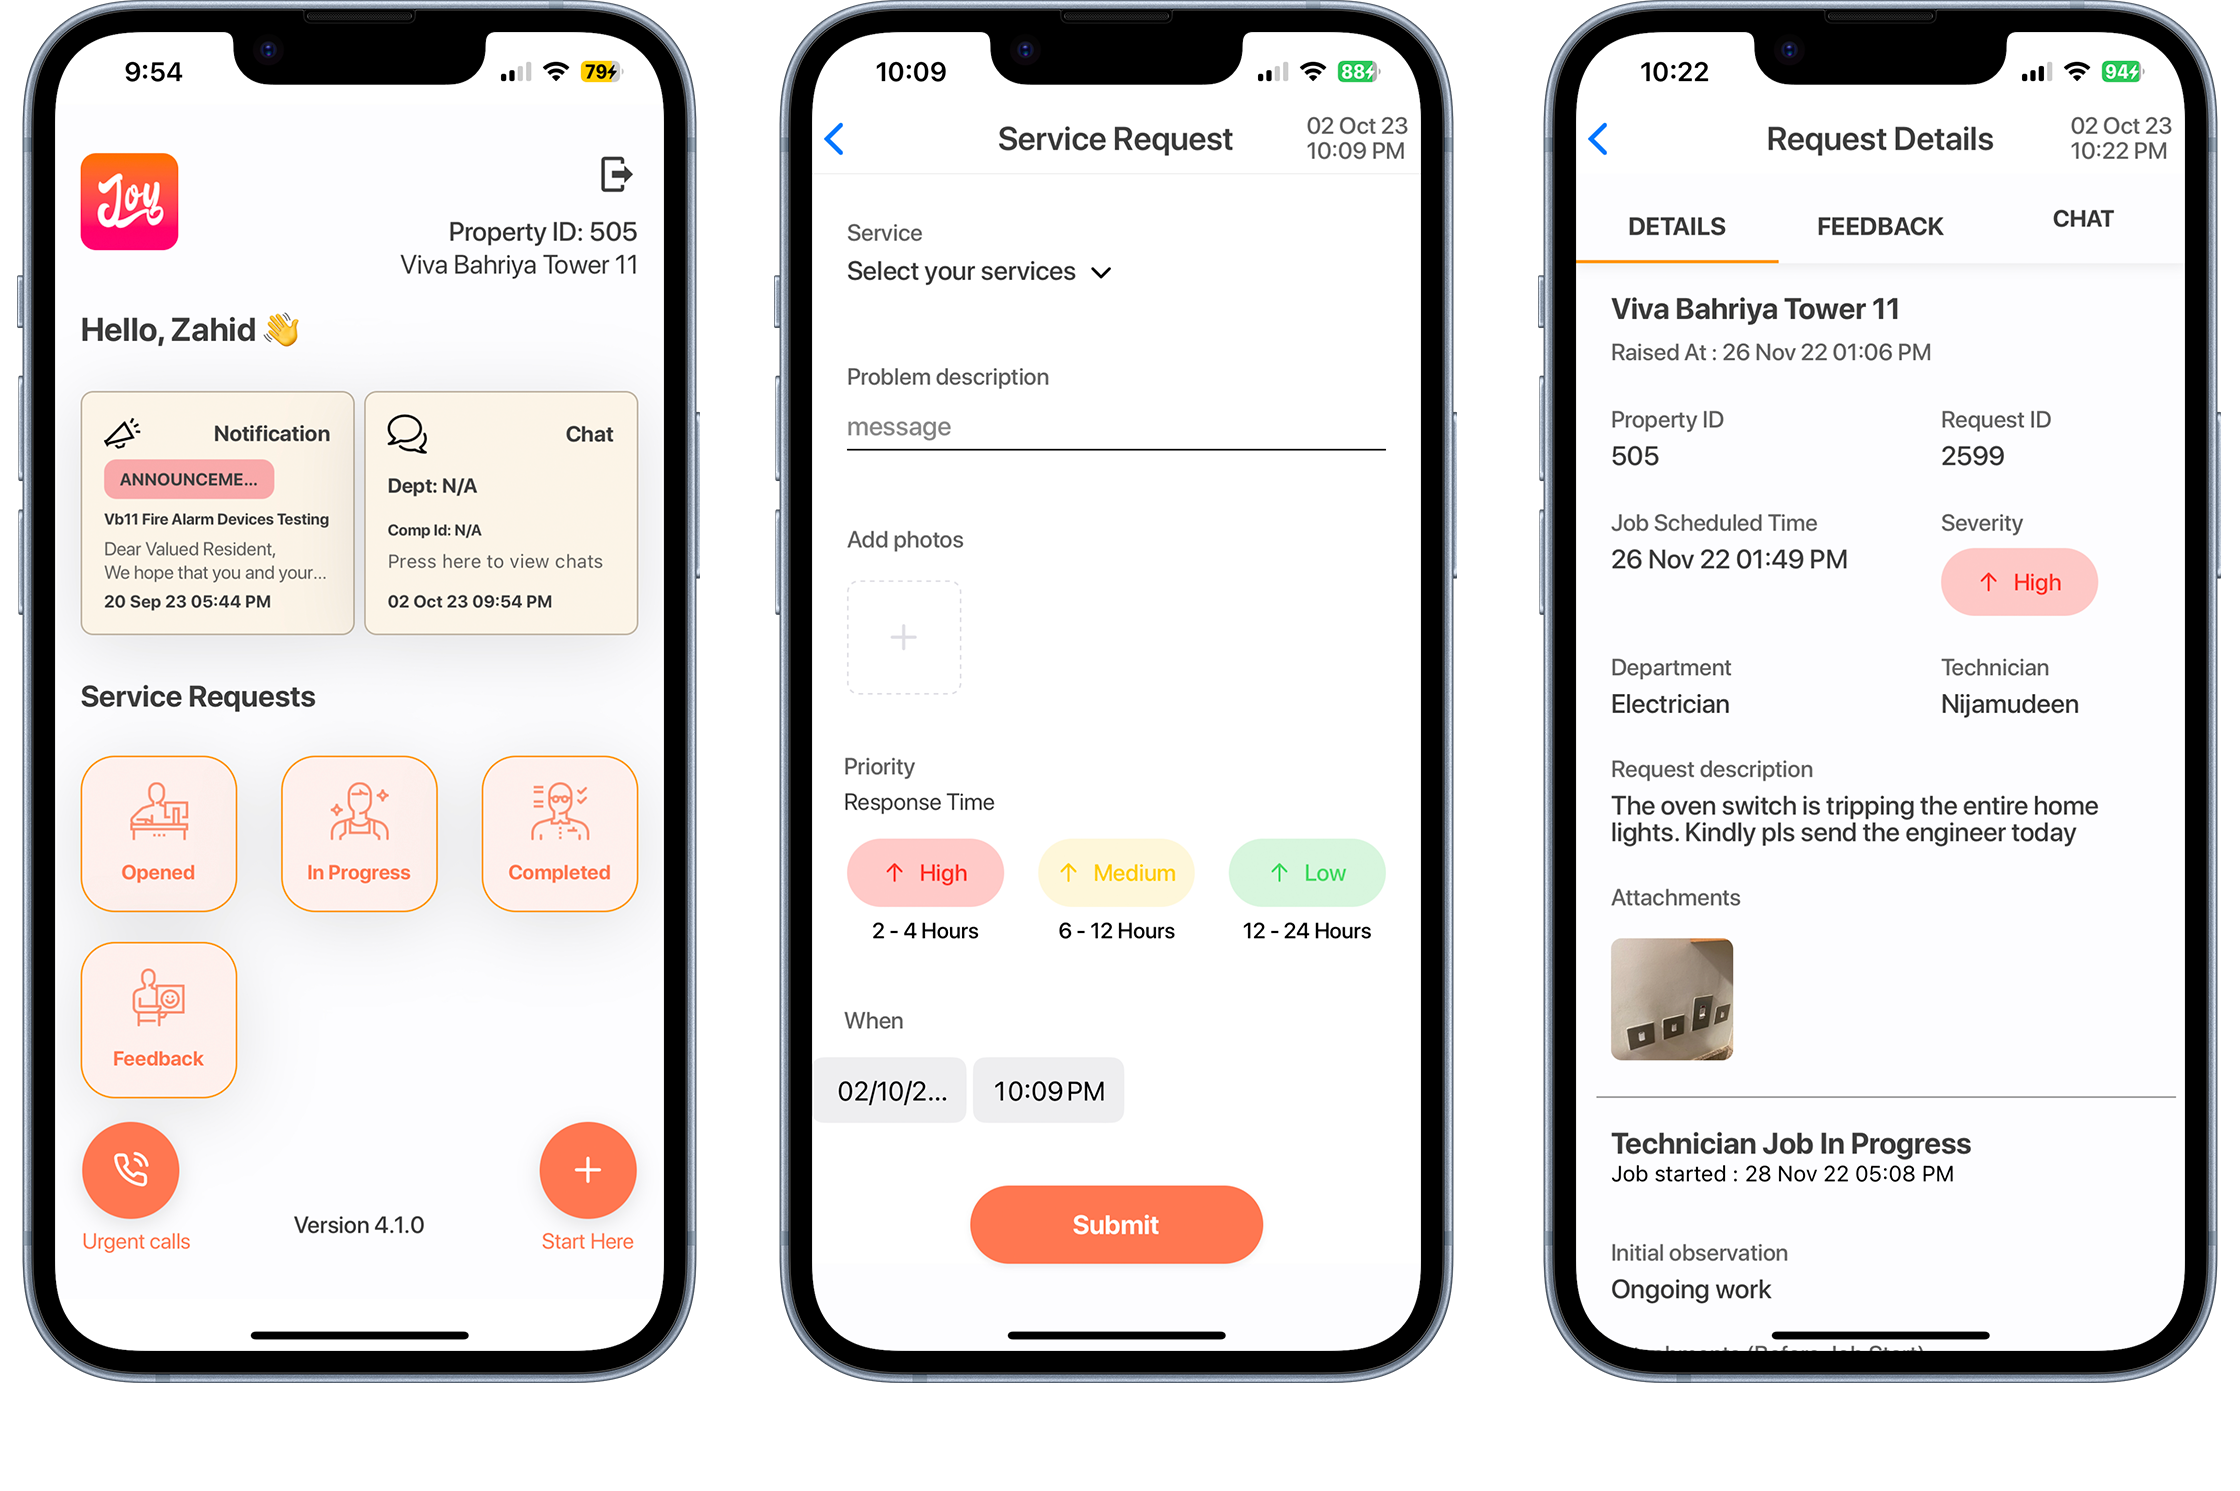 9:54
79
Joy
Property ID: 505
Viva Bahriya Tower 11
Hello, Zahid 👋
Notification
ANNOUNCEME...
Vb11 Fire Alarm Devices Testing
Dear Valued Resident,
We hope that you and your...
20 Sep 23 05:44 PM
Chat
Dept: N/A
Comp Id: N/A
Press here to view chats
02 Oct 23 09:54 PM
Service Requests
Opened
In Progress
Completed
Feedback
Urgent calls
Version 4.1.0
Start Here
10:09
88
Service Request
02 Oct 23
10:09 PM
Service
Select your services
Problem description
message
Add photos
Priority
Response Time
High
Medium
Low
2 - 4 Hours
6 - 12 Hours
12 - 24 Hours
When
02/10/2...
10:09 PM
Submit
10:22
94
Request Details
02 Oct 23
10:22 PM
DETAILS
FEEDBACK
CHAT
Viva Bahriya Tower 11
Raised At : 26 Nov 22 01:06 PM
Property ID
505
Request ID
2599
Job Scheduled Time
26 Nov 22 01:49 PM
Severity
High
Department
Electrician
Technician
Nijamudeen
Request description
The oven switch is tripping the entire home
lights. Kindly pls send the engineer today
Attachments
Technician Job In Progress
Job started : 28 Nov 22 05:08 PM
Initial observation
Ongoing work